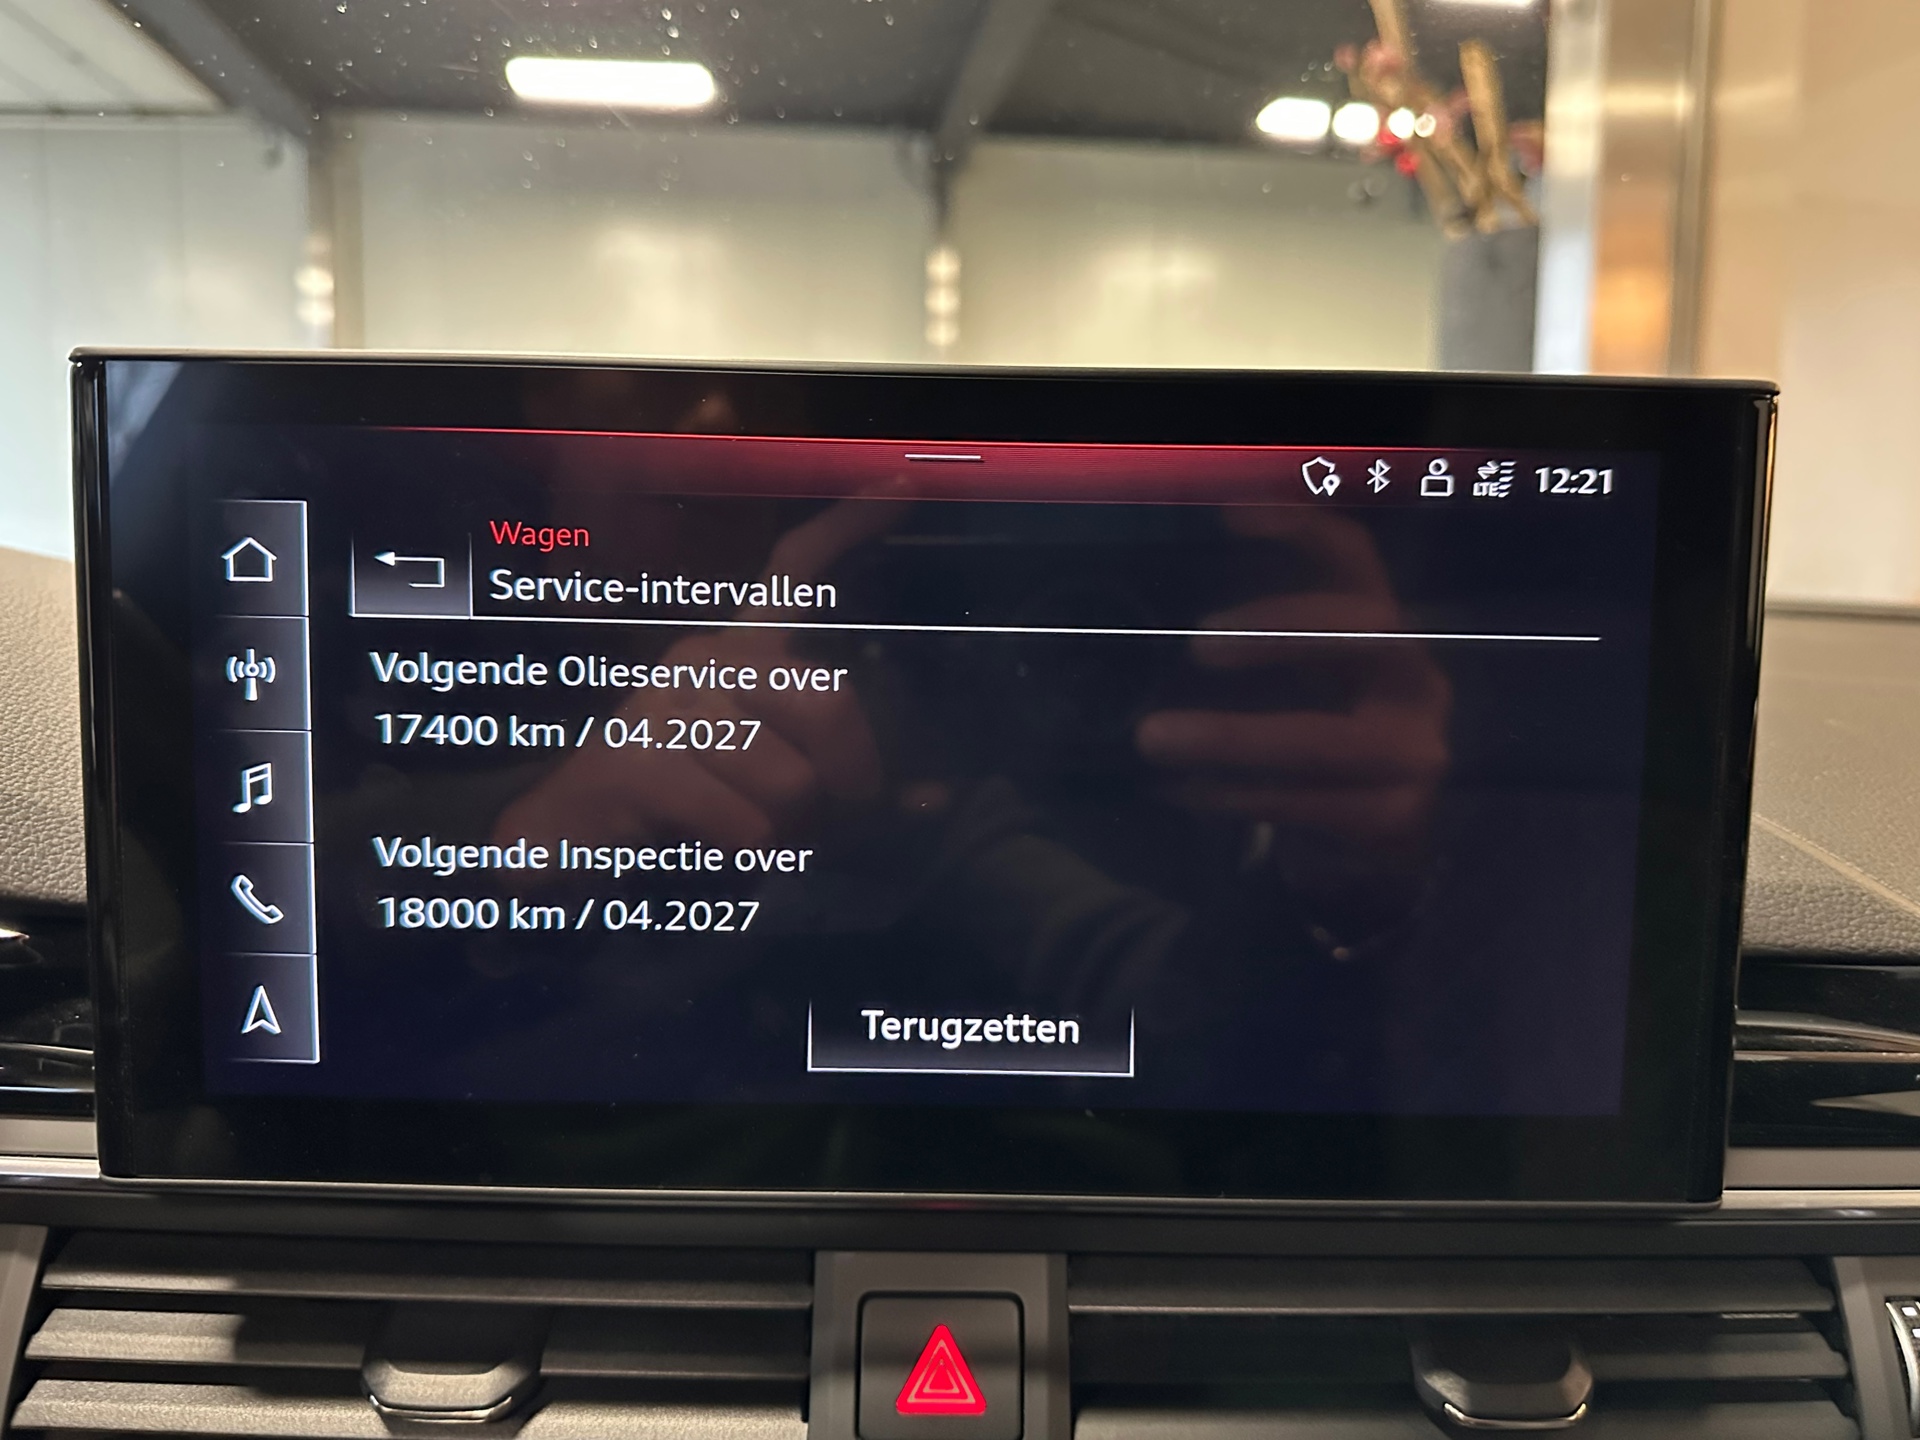 LTE 12:21
Wagen
Service-intervallen
Volgende Olieservice over
17400 km / 04.2027
Volgende Inspectie over
18000 km / 04.2027
Terugzetten